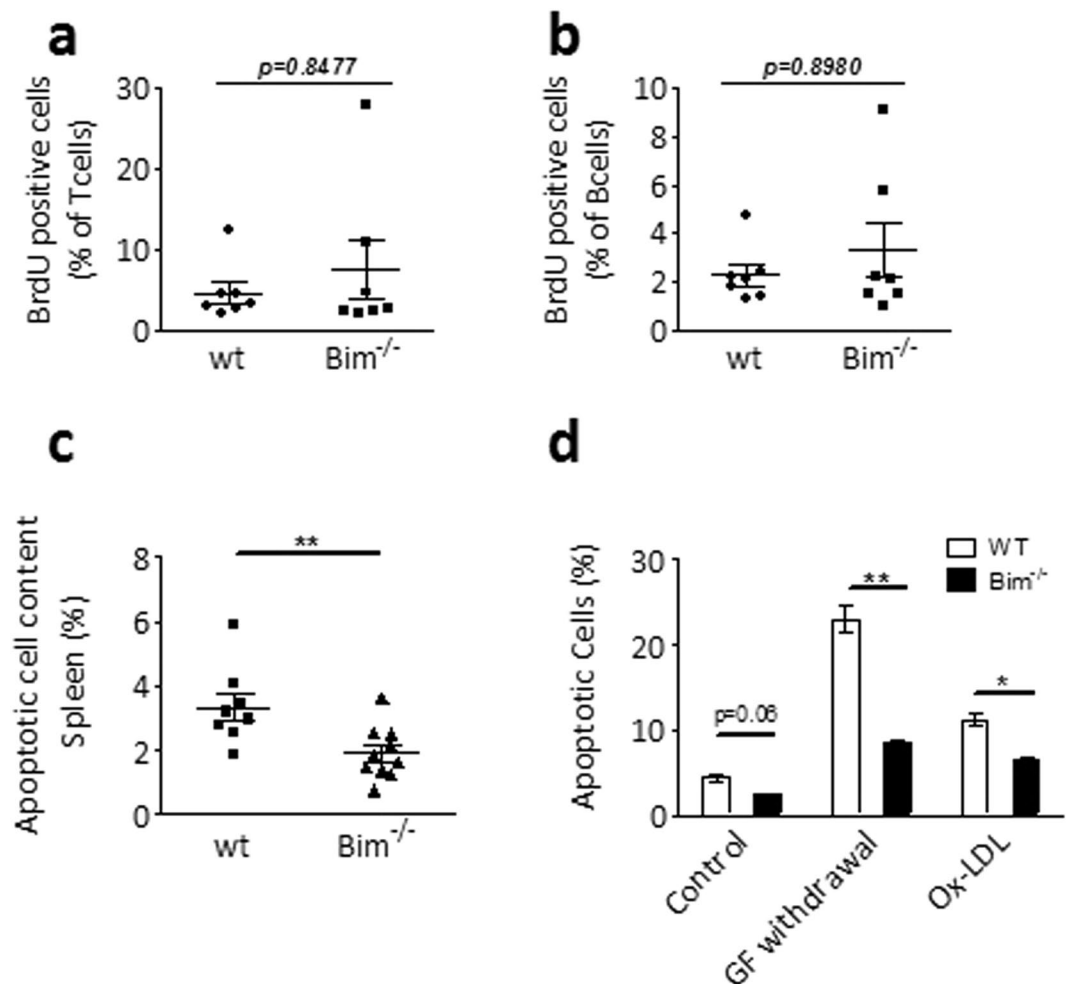 a
p=0.8477
BrdU positive cells
(% of Tcells)
30
20
10
0
wt
Bim-/-
b
p=0.8980
BrdU positive cells
(% of Bcells)
10
8
6
4
2
0
wt
Bim-/-
c
**
Apoptotic cell content
Spleen (%)
8
6
4
2
0
wt
Bim-/-
d
WT
Bim-/-
Apoptotic Cells (%)
30
20
10
0
p=0.06
**
*
Control
GF withdrawal
Ox-LDL